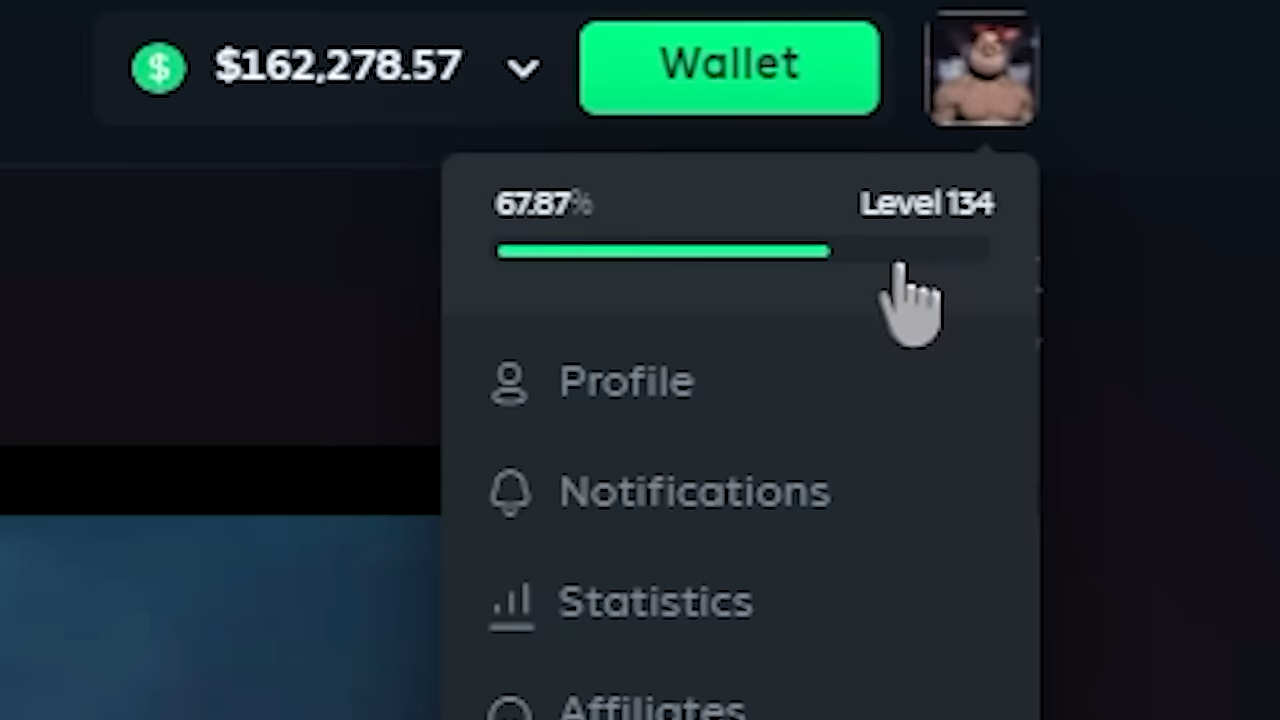 $162,278.57
Wallet
67.87%
Level 134
Profile
Notifications
Statistics
Affiliates